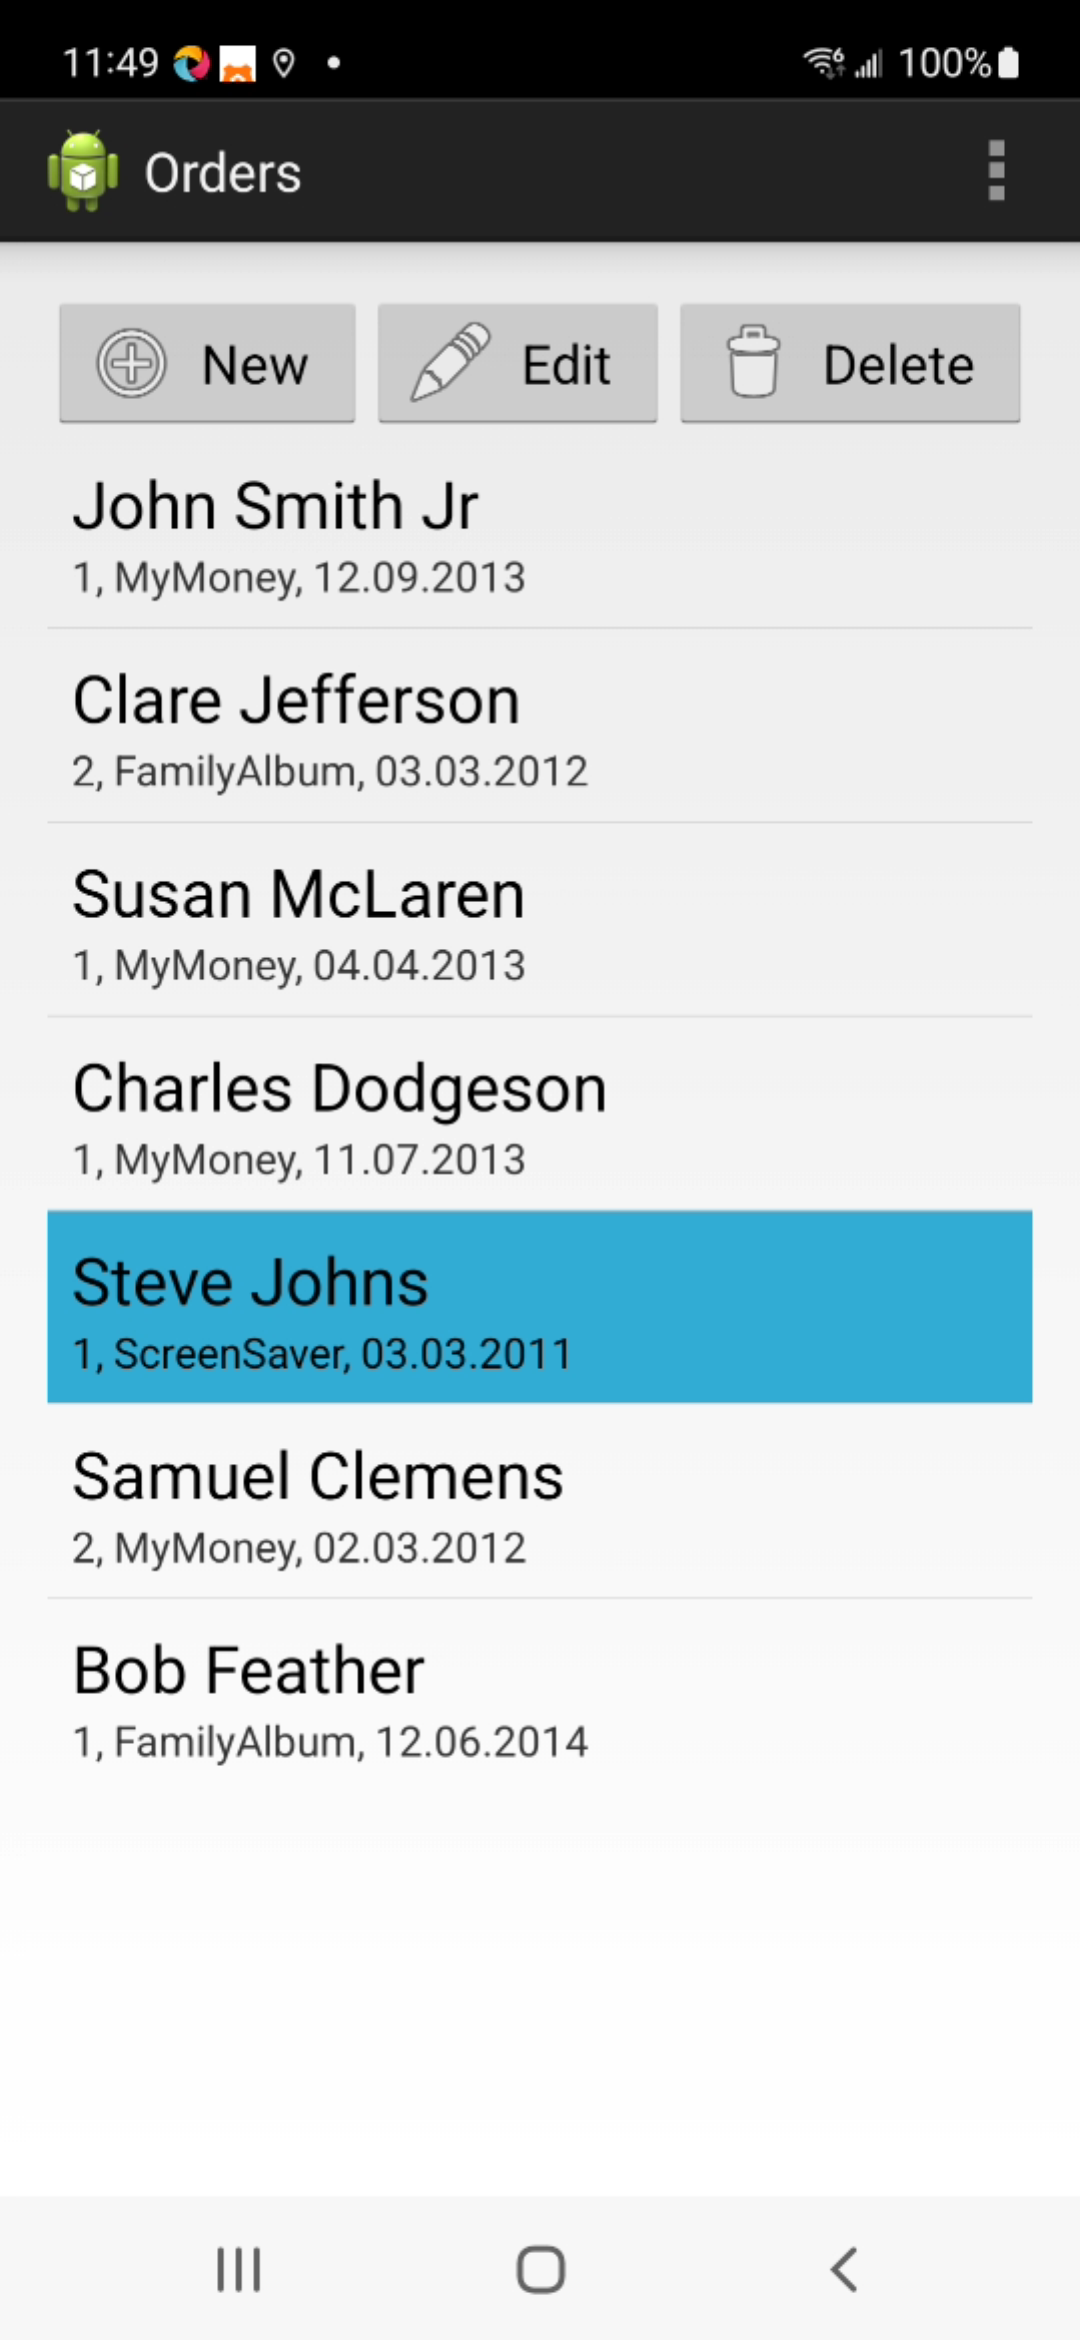 11:49
100%
Orders
New Edit Delete
John Smith Jr
1, MyMoney, 12.09.2013
Clare Jefferson
2, FamilyAlbum, 03.03.2012
Susan McLaren
1, MyMoney, 04.04.2013
Charles Dodgeson
1, MyMoney, 11.07.2013
Steve Johns
1, ScreenSaver, 03.03.2011
Samuel Clemens
2, MyMoney, 02.03.2012
Bob Feather
1, FamilyAlbum, 12.06.2014